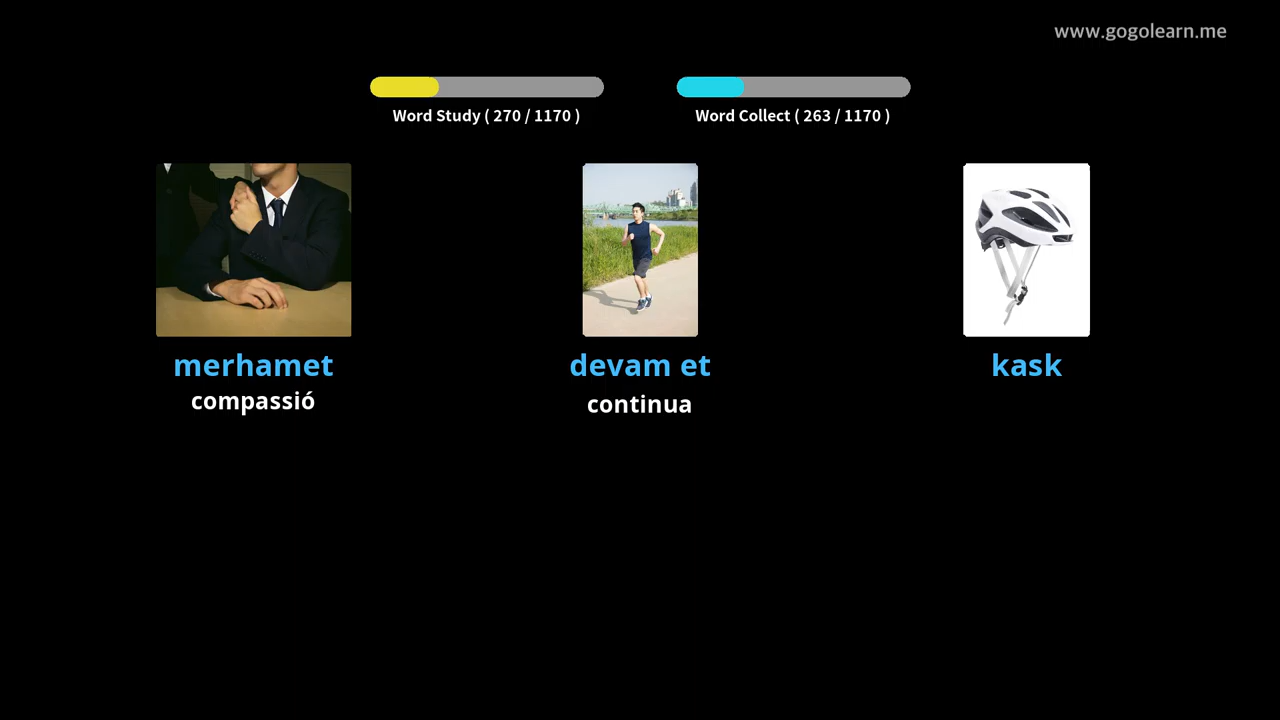 www.gogolearn.me
Word Study ( 270 / 1170 )
Word Collect ( 263 / 1170 )
merhamet
compassió
devam et
continua
kask